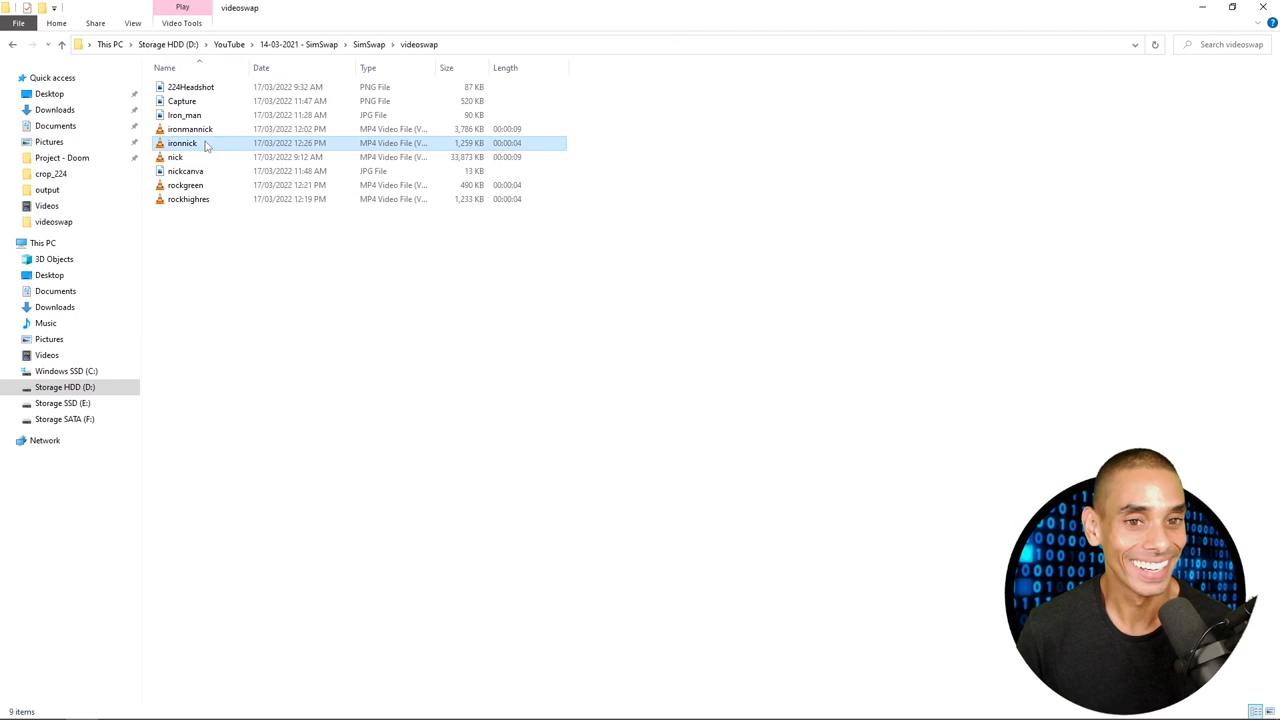 Play videoswap
File Home Share View Video Tools
This PC Storage HDD (D:) YouTube 14-03-2021 - SimSwap SimSwap videoswap Search videoswap
Name Date Type Size Length
Quick access
Desktop
Downloads
Documents
Pictures
Project - Doom
crop_224
output
Videos
videoswap
This PC
3D Objects
Desktop
Documents
Downloads
Music
Pictures
Videos
Windows SSD (C:)
Storage HDD (D:)
Storage SSD (E:)
Storage SATA (F:)
Network
224Headshot 17/03/2022 9:32 AM PNG File 87 KB
Capture 17/03/2022 11:47 AM PNG File 520 KB
Iron_man 17/03/2022 11:28 AM JPG File 90 KB
ironmannick 17/03/2022 12:02 PM MP4 Video File (V... 3,786 KB 00:00:09
ironnick 17/03/2022 12:26 PM MP4 Video File (V... 1,259 KB 00:00:04
nick 17/03/2022 9:12 AM MP4 Video File (V... 33,873 KB 00:00:09
nickcanva 17/03/2022 11:48 AM JPG File 13 KB
rockgreen 17/03/2022 12:21 PM MP4 Video File (V... 490 KB 00:00:04
rockhighres 17/03/2022 12:19 PM MP4 Video File (V... 1,233 KB 00:00:04
9 items